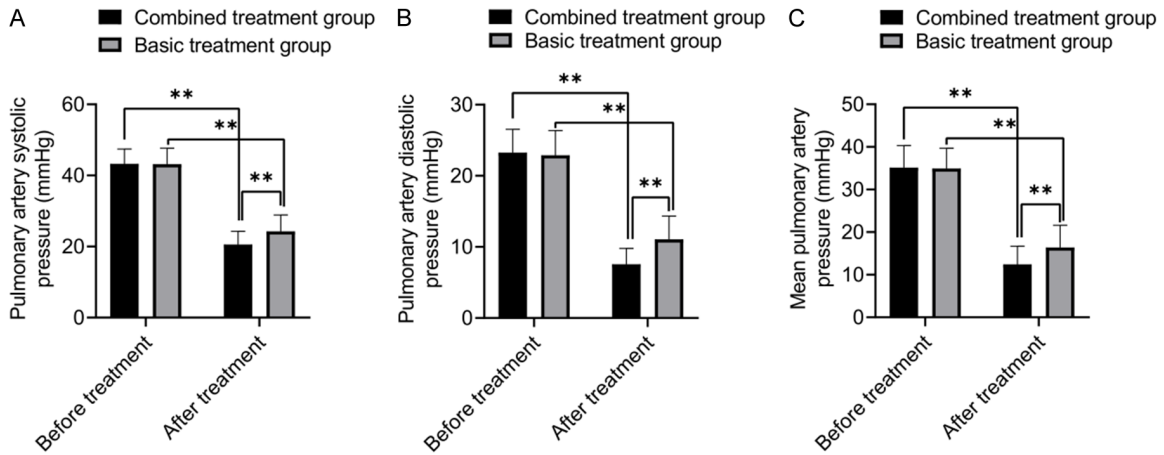 A
Combined treatment group
Basic treatment group
Pulmonary artery systolic
pressure (mmHg)
60
40
20
0
**
**
**
Before treatment
After treatment
B
Combined treatment group
Basic treatment group
Pulmonary artery diastolic
pressure (mmHg)
30
20
10
0
**
**
**
Before treatment
After treatment
C
Combined treatment group
Basic treatment group
Mean pulmonary artery
pressure (mmHg)
50
40
30
20
10
0
**
**
**
Before treatment
After treatment